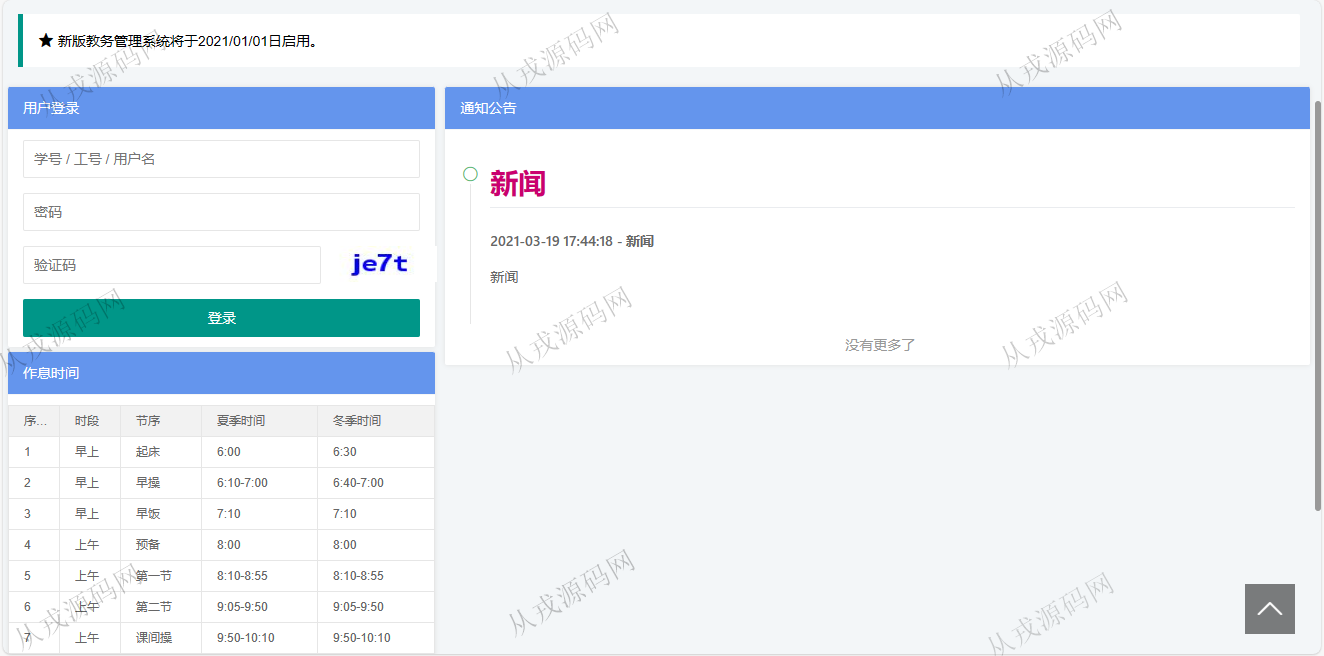 ★ 新版教务管理系统将于2021/01/01日启用。
用户登录
学号 / 工号 / 用户名
密码
验证码
je7t
登录
作息时间
序... 时段 节序 夏季时间 冬季时间
1 早上 起床 6:00 6:30
2 早上 早操 6:10-7:00 6:40-7:00
3 早上 早饭 7:10 7:10
4 上午 预备 8:00 8:00
5 上午 第一节 8:10-8:55 8:10-8:55
6 上午 第二节 9:05-9:50 9:05-9:50
7 上午 课间操 9:50-10:10 9:50-10:10
通知公告
新闻
2021-03-19 17:44:18 - 新闻
新闻
没有更多了
从戎源码网
从戎源码网
从戎源码网
从戎源码网
从戎源码网
从戎源码网
从戎源码网
从戎源码网
从戎源码网